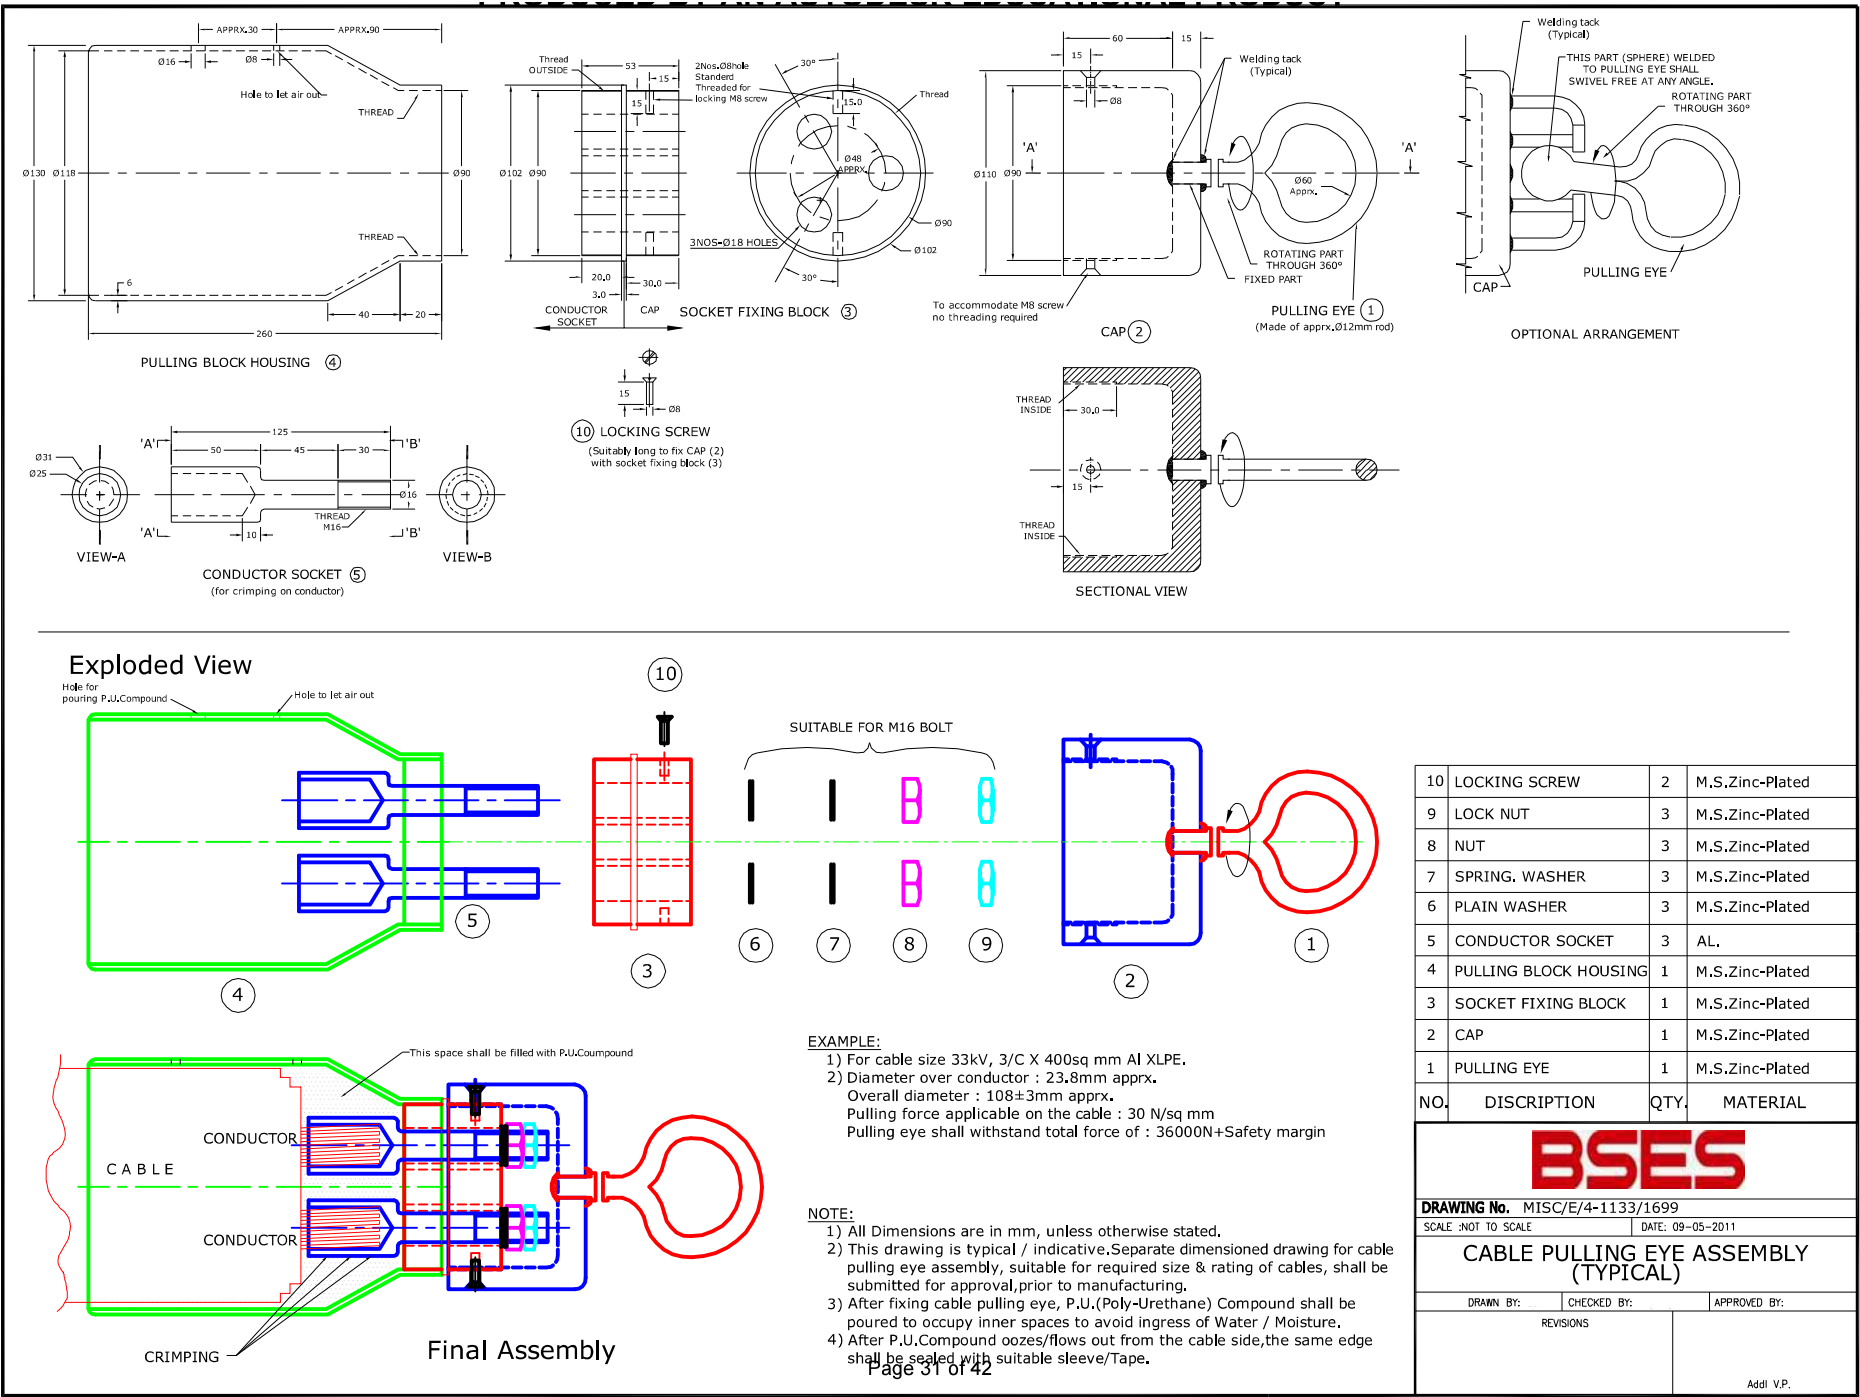 PRODUCED BY AN AUTODESK EDUCATIONAL PRODUCT
APPRX.30
APPRX.90
Ø16
Ø8
Hole to let air out
THREAD
Ø130
Ø118
Ø90
THREAD
6
40
20
260
PULLING BLOCK HOUSING 4
Thread
OUTSIDE
53
15
15
2Nos.Ø8hole
Standerd
Threaded for
locking M8 screw
Ø102
Ø90
20.0
30.0
3.0
CONDUCTOR
SOCKET
CAP
30°
15.0
Thread
Ø48
APPRX.
Ø90
Ø102
3NOS-Ø18 HOLES
30°
SOCKET FIXING BLOCK 3
15
Ø8
10 LOCKING SCREW
(Suitably long to fix CAP (2)
with socket fixing block (3)
60
15
15
Welding tack
(Typical)
Ø8
'A'
'A'
Ø110
Ø90
Ø60
Apprx.
ROTATING PART
THROUGH 360°
FIXED PART
To accommodate M8 screw
no threading required
CAP 2
PULLING EYE 1
(Made of apprx.Ø12mm rod)
Welding tack
(Typical)
THIS PART (SPHERE) WELDED
TO PULLING EYE SHALL
SWIVEL FREE AT ANY ANGLE.
ROTATING PART
THROUGH 360°
PULLING EYE
CAP
OPTIONAL ARRANGEMENT
THREAD
INSIDE
30.0
15
THREAD
INSIDE
SECTIONAL VIEW
125
'A'
'B'
50
45
30
Ø31
Ø25
Ø16
THREAD
M16
'A'
'B'
10
VIEW-A
VIEW-B
CONDUCTOR SOCKET 5
(for crimping on conductor)
Exploded View
Hole for
pouring P.U.Compound
Hole to let air out
10
SUITABLE FOR M16 BOLT
5
4
3
6
7
8
9
2
1
This space shall be filled with P.U.Coumpound
CONDUCTOR
CABLE
CONDUCTOR
CRIMPING
Final Assembly
EXAMPLE:
1) For cable size 33kV, 3/C X 400sq mm Al XLPE.
2) Diameter over conductor : 23.8mm apprx.
Overall diameter : 108±3mm apprx.
Pulling force applicable on the cable : 30 N/sq mm
Pulling eye shall withstand total force of : 36000N+Safety margin
NOTE:
1) All Dimensions are in mm, unless otherwise stated.
2) This drawing is typical / indicative.Separate dimensioned drawing for cable
pulling eye assembly, suitable for required size & rating of cables, shall be
submitted for approval,prior to manufacturing.
3) After fixing cable pulling eye, P.U.(Poly-Urethane) Compound shall be
poured to occupy inner spaces to avoid ingress of Water / Moisture.
4) After P.U.Compound oozes/flows out from the cable side,the same edge
shall be sealed with suitable sleeve/Tape.
Page 31 of 42
10 LOCKING SCREW 2 M.S.Zinc-Plated
9 LOCK NUT 3 M.S.Zinc-Plated
8 NUT 3 M.S.Zinc-Plated
7 SPRING. WASHER 3 M.S.Zinc-Plated
6 PLAIN WASHER 3 M.S.Zinc-Plated
5 CONDUCTOR SOCKET 3 AL.
4 PULLING BLOCK HOUSING 1 M.S.Zinc-Plated
3 SOCKET FIXING BLOCK 1 M.S.Zinc-Plated
2 CAP 1 M.S.Zinc-Plated
1 PULLING EYE 1 M.S.Zinc-Plated
NO. DISCRIPTION QTY. MATERIAL
BSES
DRAWING No. MISC/E/4-1133/1699
SCALE :NOT TO SCALE DATE: 09-05-2011
CABLE PULLING EYE ASSEMBLY
(TYPICAL)
DRAWN BY: CHECKED BY: APPROVED BY:
REVISIONS
Addl V.P.